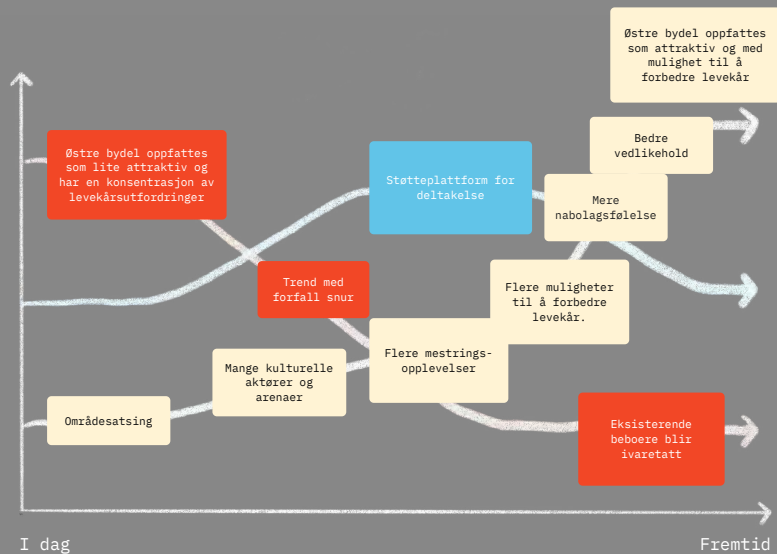 Østre bydel oppfattes
som attraktiv og med
mulighet til å
forbedre levekår
Bedre
vedlikehold
Østre bydel oppfattes
som lite attraktiv og
har en konsentrasjon av
levekårsutfordringer
Støtteplattform for
deltakelse
Mere
nabolagsfølelse
Trend med
forfall snur
Flere muligheter
til å forbedre
levekår.
Mange kulturelle
aktører og
arenaer
Flere mestrings-
opplevelser
Områdesatsing
Eksisterende
beboere blir
ivaretatt
I dag
Fremtid